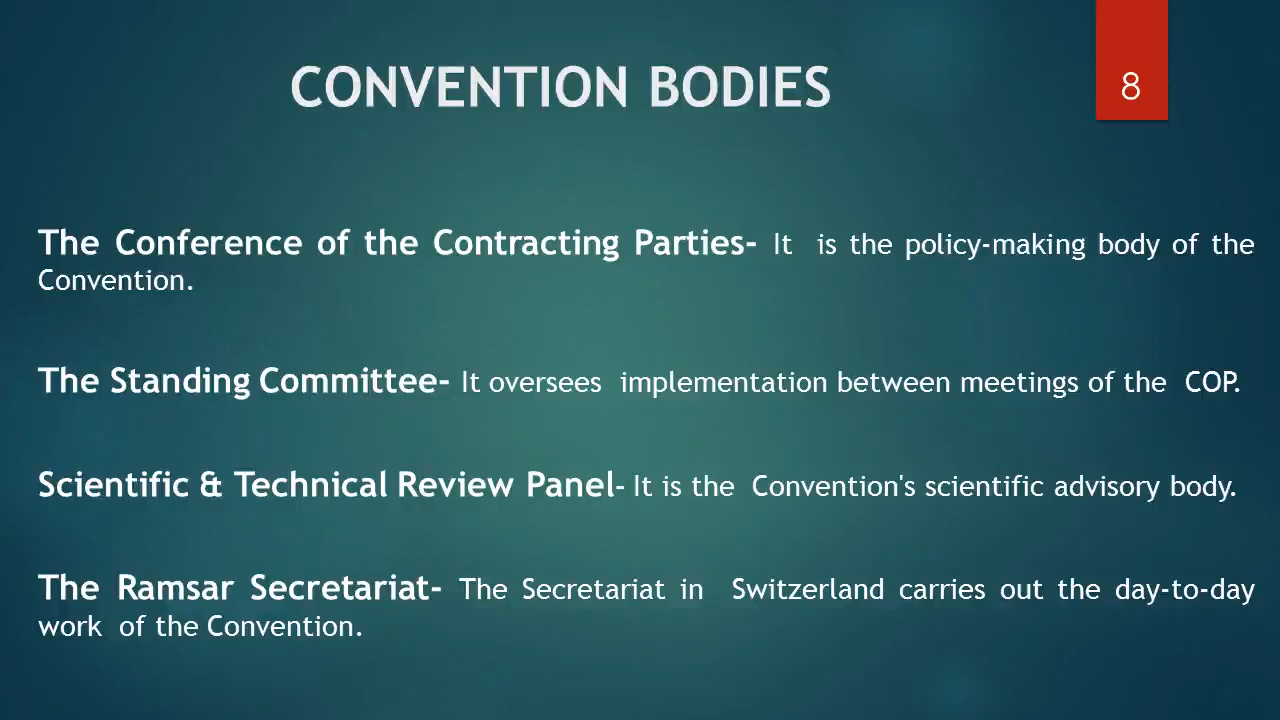 CONVENTION BODIES
8
The Conference of the Contracting Parties- It is the policy-making body of the
Convention.
The Standing Committee- It oversees implementation between meetings of the COP.
Scientific & Technical Review Panel- It is the Convention's scientific advisory body.
The Ramsar Secretariat- The Secretariat in Switzerland carries out the day-to-day
work of the Convention.